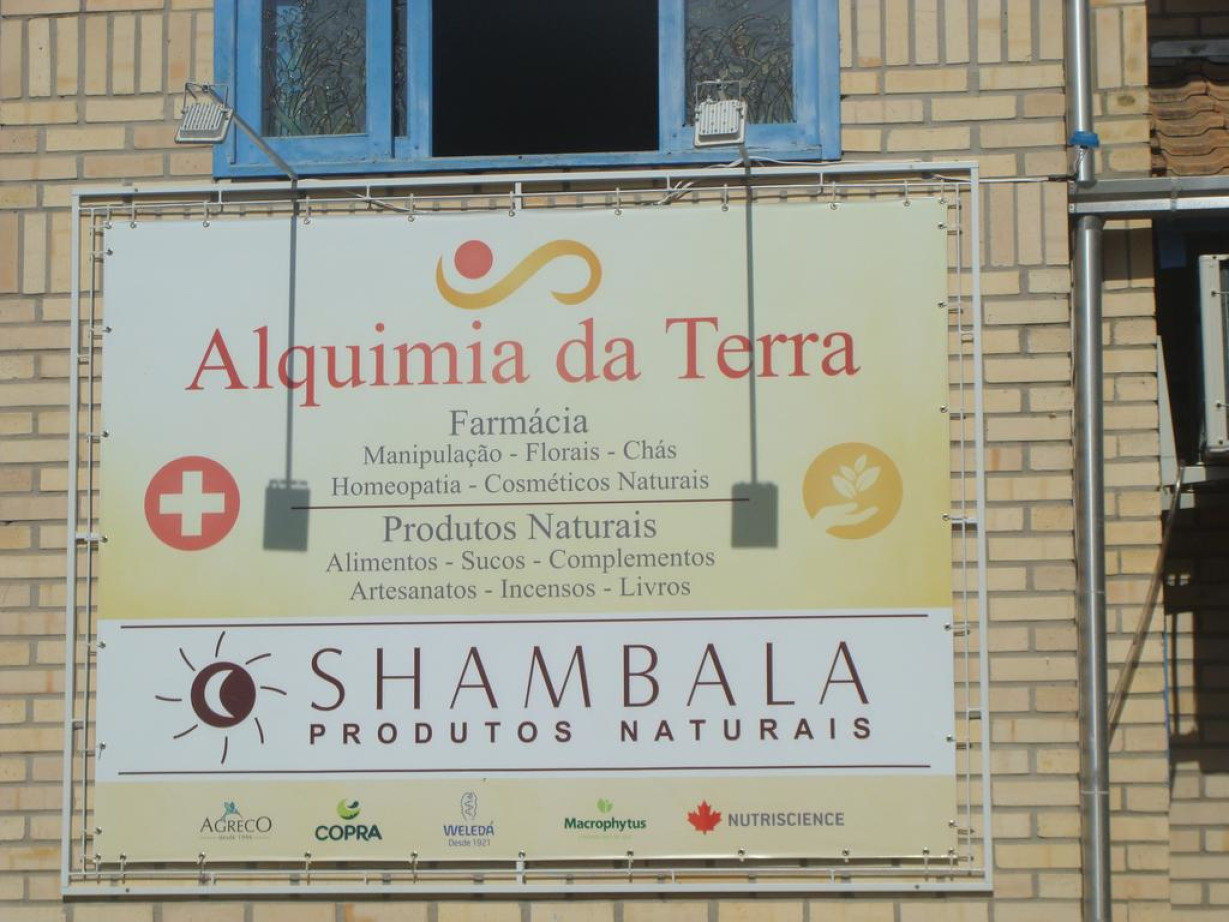 Alquimia da Terra
Farmácia
Manipulação - Florais - Chás
Homeopatia - Cosméticos Naturais
Produtos Naturais
Alimentos - Sucos - Complementos
Artesanatos - Incensos - Livros
SHAMBALA
PRODUTOS NATURAIS
AGRECO
COPRA
WELEDA
Desde 1921
Macrophytus
NUTRISCIENCE